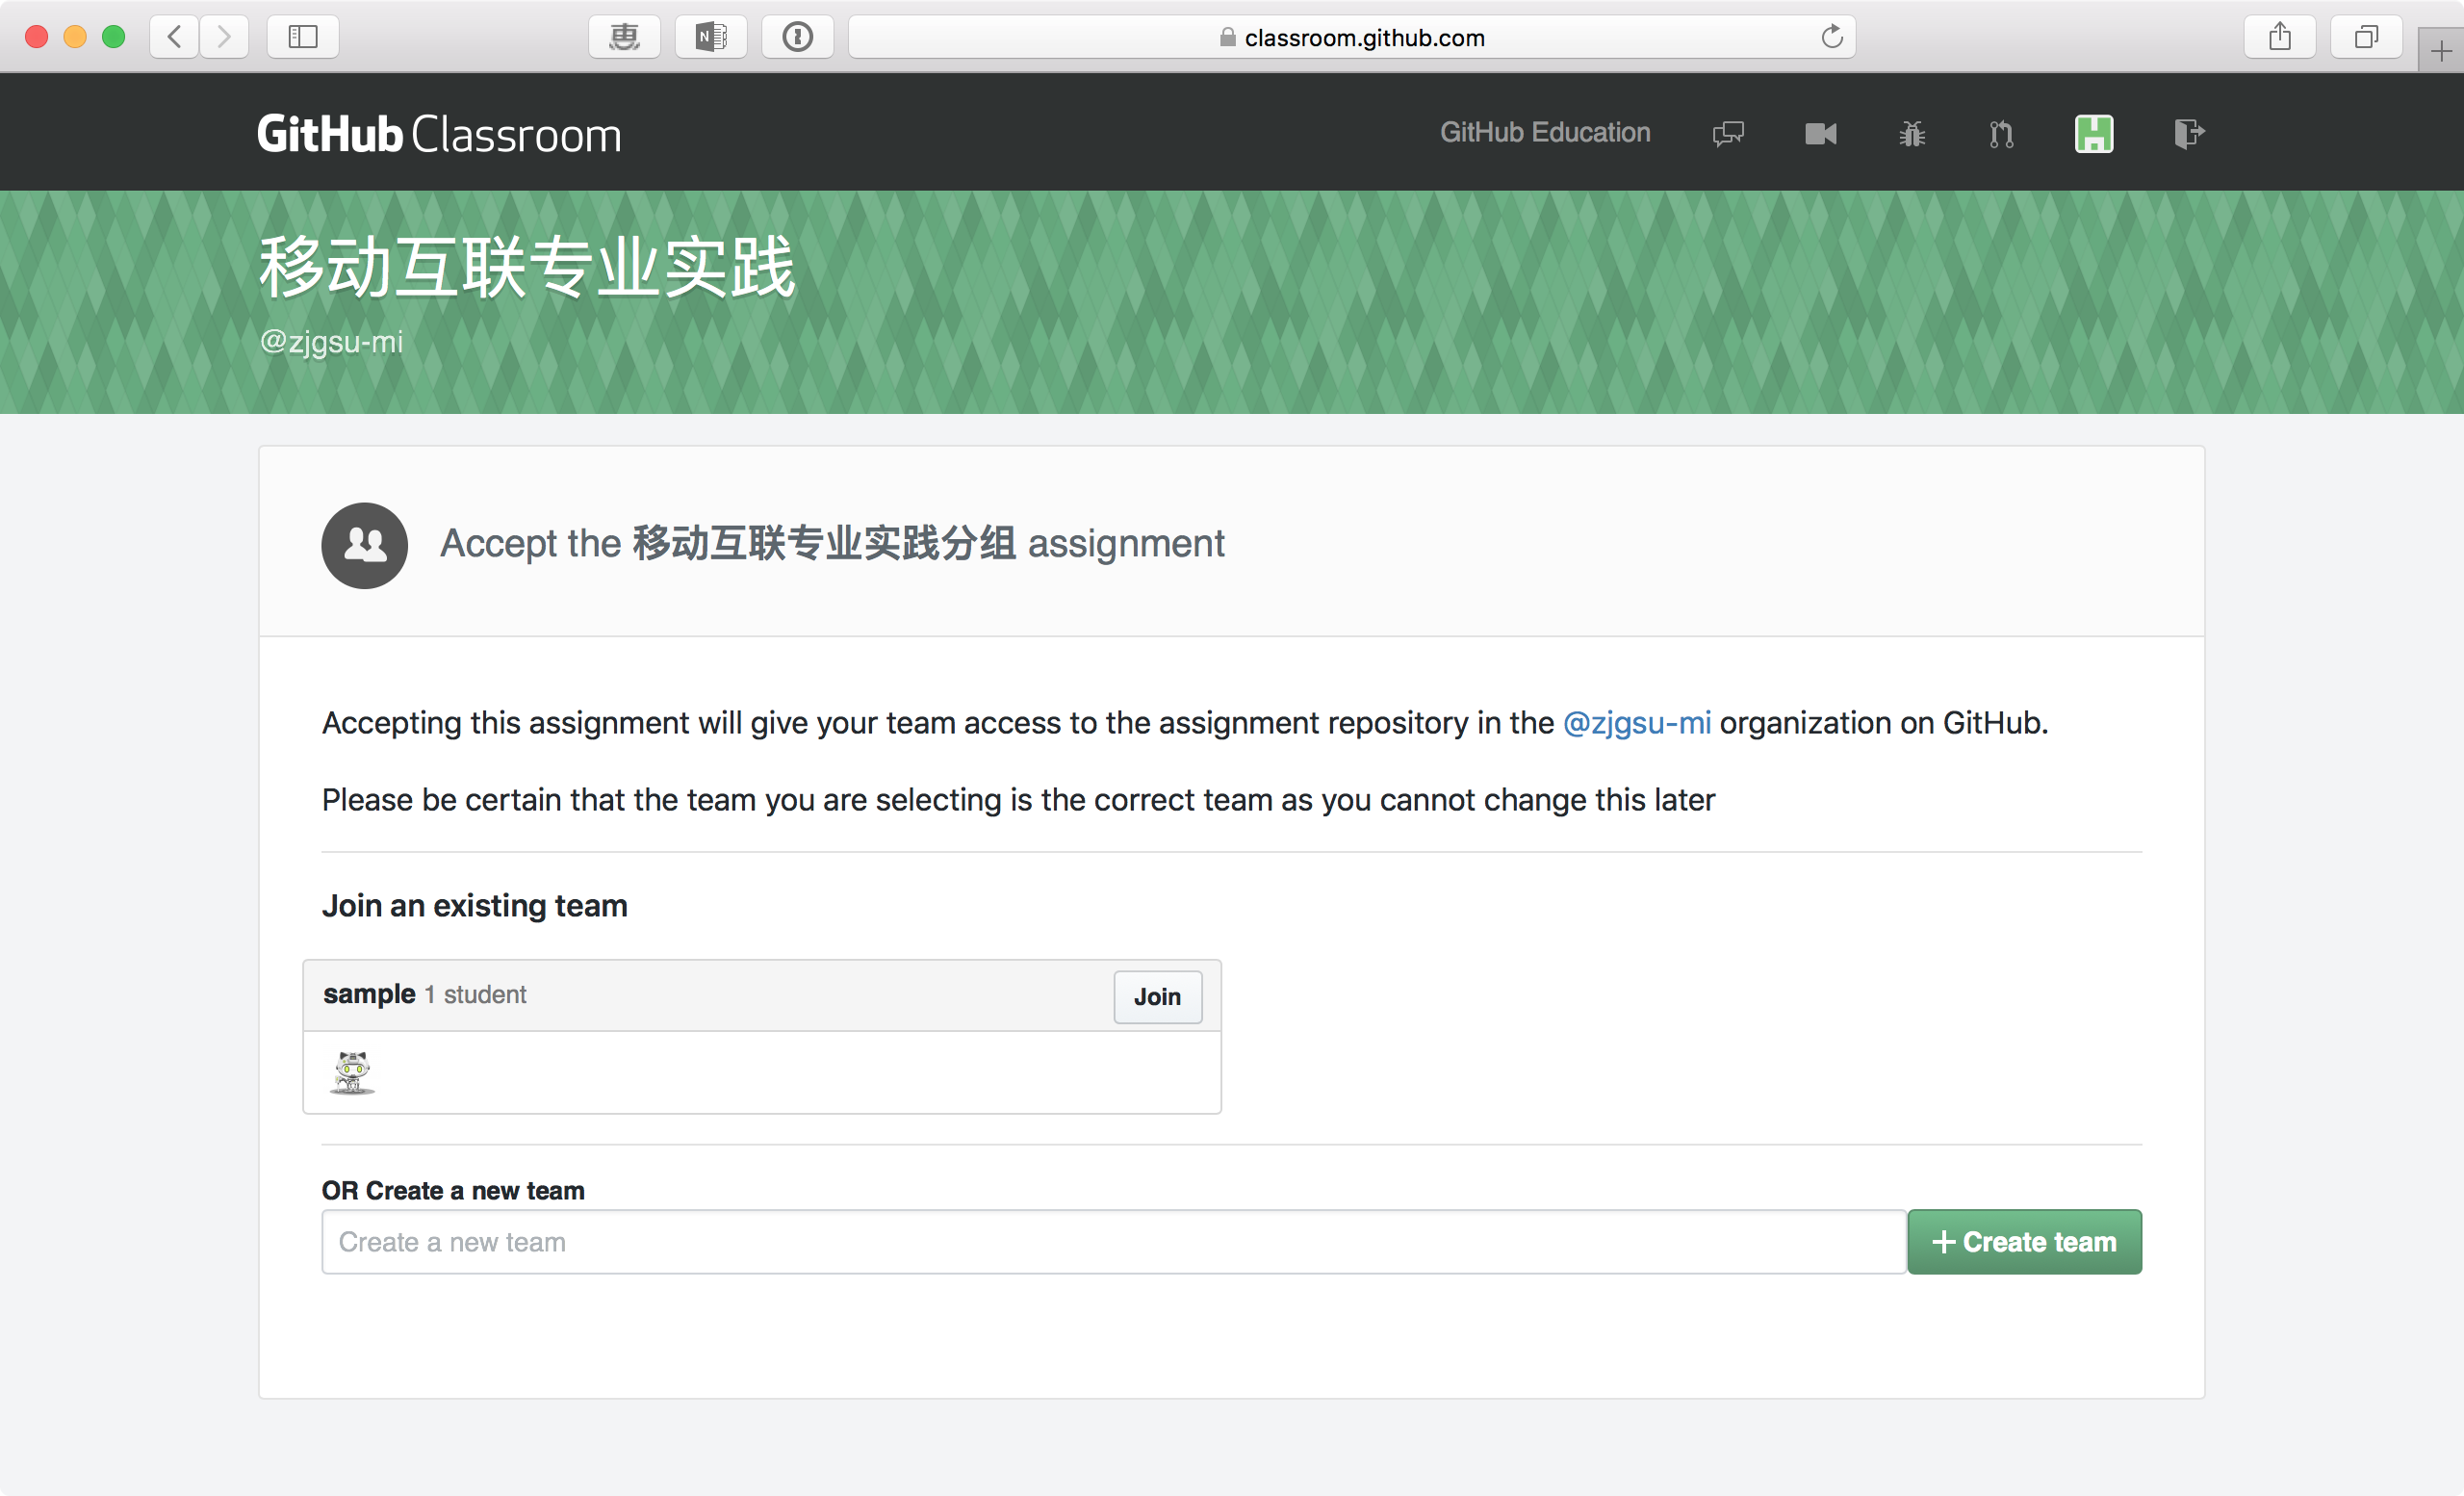 惠
N
classroom.github.com
GitHub Classroom
GitHub Education
移动互联专业实践
@zjgsu-mi
Accept the 移动互联专业实践分组 assignment
Accepting this assignment will give your team access to the assignment repository in the @zjgsu-mi organization on GitHub.
Please be certain that the team you are selecting is the correct team as you cannot change this later
Join an existing team
sample 1 student
Join
OR Create a new team
Create a new team
Create team